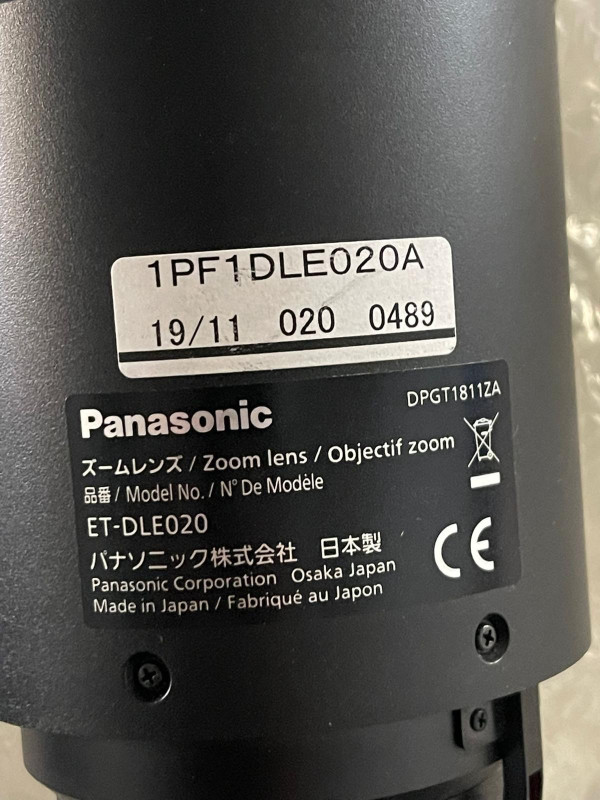 1PF1DLE020A
19/11 020 0489
Panasonic
DPGT1811ZA
ズームレンズ / Zoom lens / Objectif zoom
品番 / Model No. / N° De Modèle
ET-DLE020
パナソニック株式会社 日本製
Panasonic Corporation Osaka Japan
Made in Japan / Fabriqué au Japon
CE